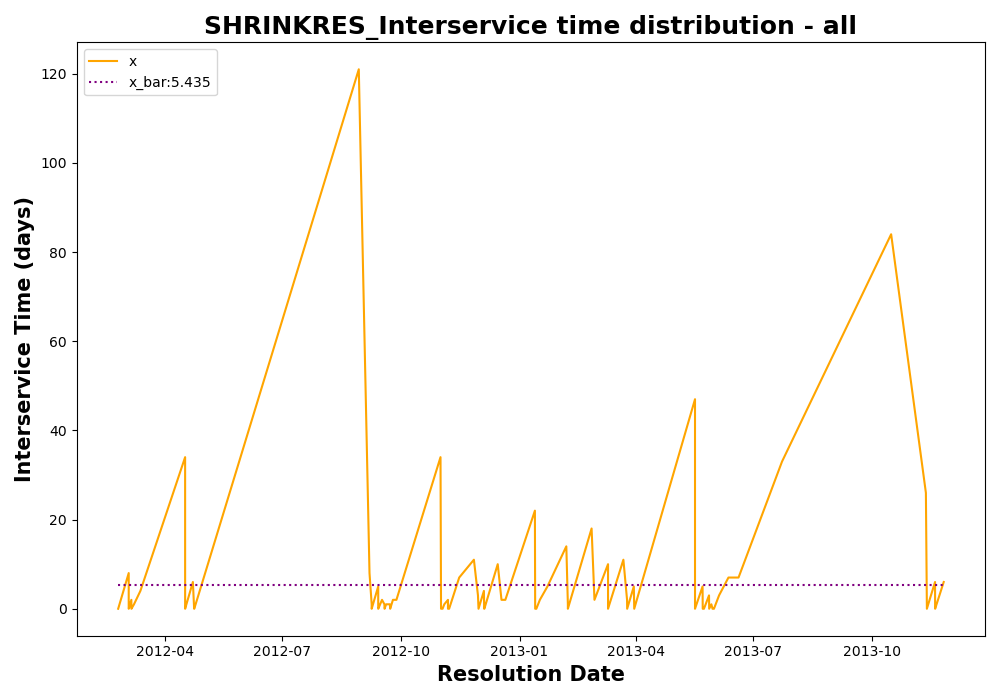 SHRINKRES_Interservice time distribution - all
x
x_bar:5.435
Interservice Time (days)
120
100
80
60
40
20
0
2012-04
2012-07
2012-10
2013-01
2013-04
2013-07
2013-10
Resolution Date